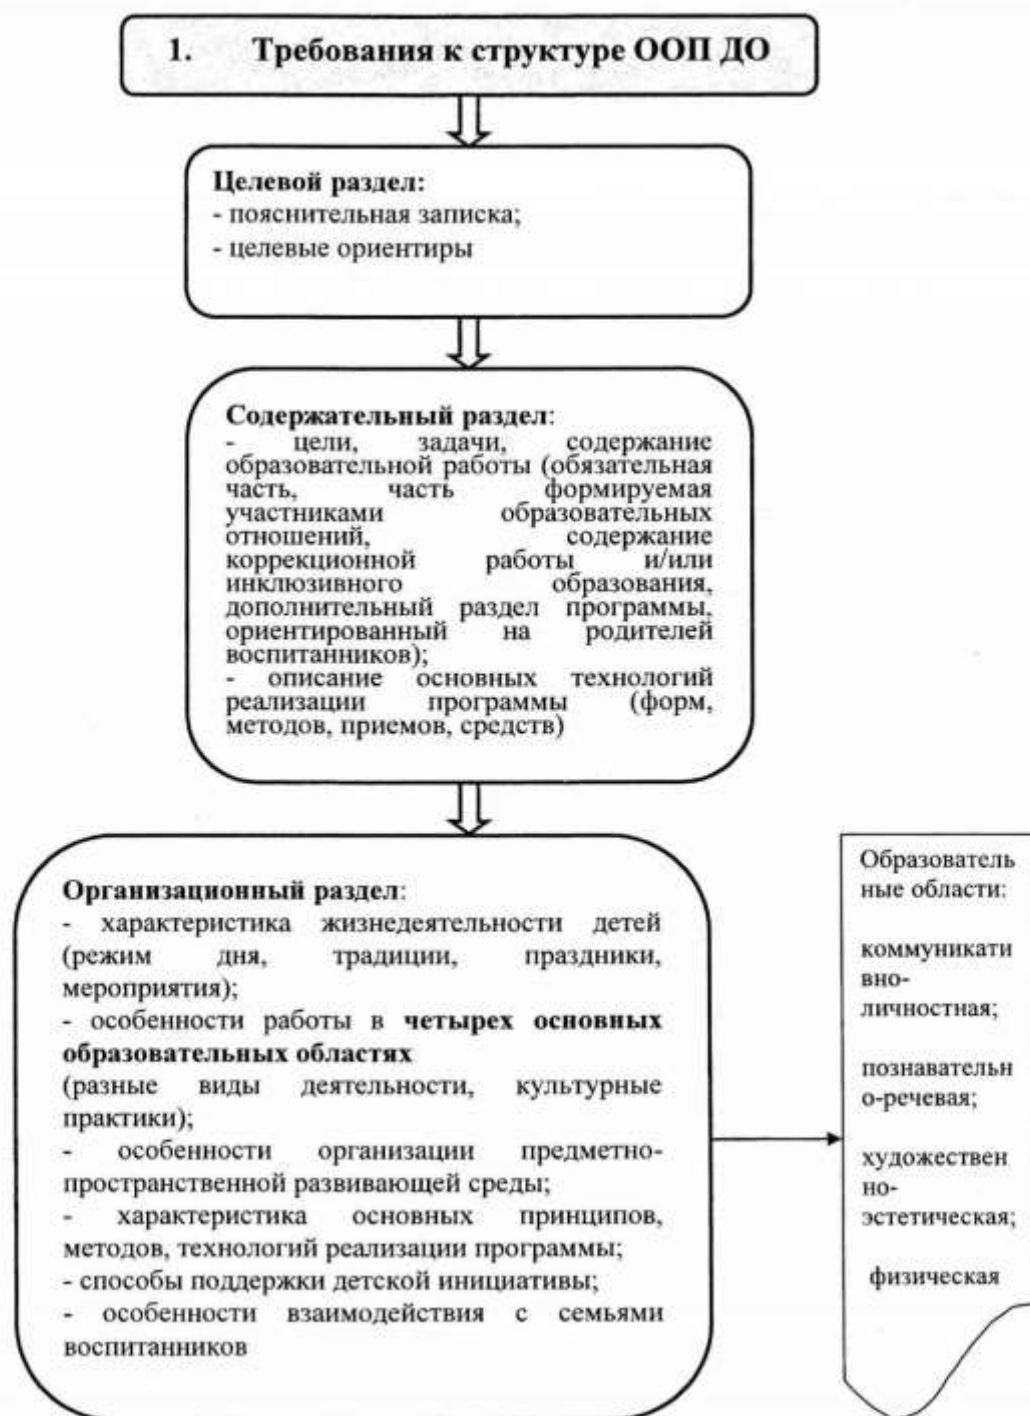 1. Требования к структуре ООП ДО
Целевой раздел:
- пояснительная записка;
- целевые ориентиры
Содержательный раздел:
- цели, задачи, содержание
образовательной работы (обязательная
часть, часть формируемая
участниками образовательных
отношений, содержание
коррекционной работы и/или
инклюзивного образования,
дополнительный раздел программы,
ориентированный на родителей
воспитанников);
- описание основных технологий
реализации программы (форм,
методов, приемов, средств)
Организационный раздел:
- характеристика жизнедеятельности детей
(режим дня, традиции, праздники,
мероприятия);
- особенности работы в четырех основных
образовательных областях
(разные виды деятельности, культурные
практики);
- особенности организации предметно-
пространственной развивающей среды;
- характеристика основных принципов,
методов, технологий реализации программы;
- способы поддержки детской инициативы;
- особенности взаимодействия с семьями
воспитанников
Образователь
ные области:
коммуникати
вно-
личностная;
познавательн
о-речевая;
художествен
но-
эстетическая;
физическая